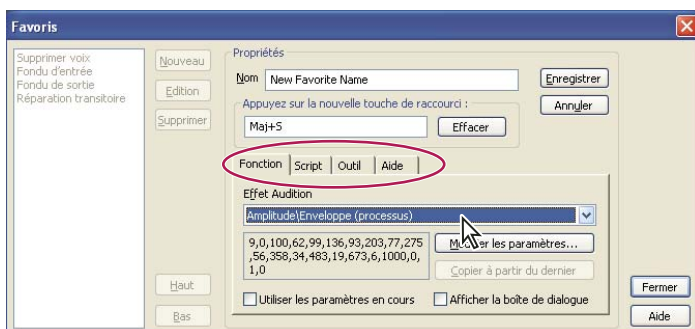 Favoris
Supprimer voix
Fondu d'entrée
Fondu de sortie
Réparation transitoire
Nouveau
Edition
Supprimer
Haut
Bas
Propriétés
Nom
New Favorite Name
Enregistrer
Annuler
Appuyez sur la nouvelle touche de raccourci :
Maj+S
Effacer
Fonction Script Outil Aide
Effet Audition
Amplitude\Enveloppe (processus)
9,0,100,62,99,136,93,203,77,275
,56,358,34,483,19,673,6,1000,0,
1,0
les paramètres...
Copier à partir du dernier
Utiliser les paramètres en cours
Afficher la boîte de dialogue
Fermer
Aide